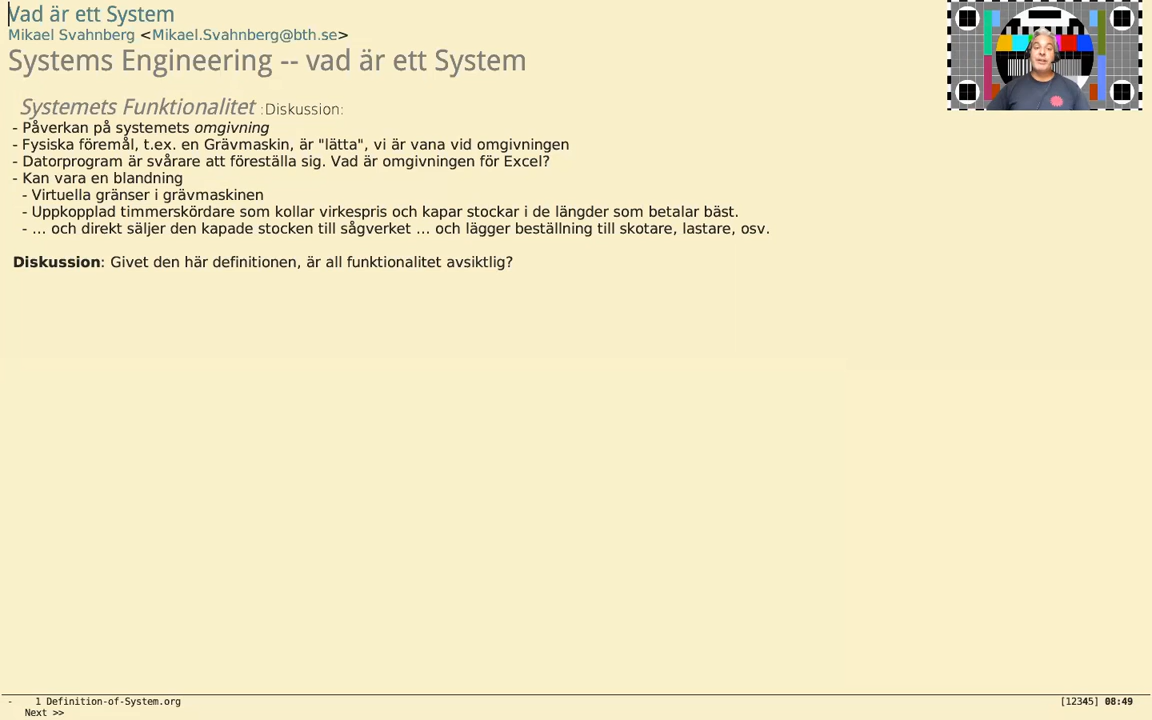 Vad är ett System
Mikael Svahnberg <Mikael.Svahnberg@bth.se>
Systems Engineering -- vad är ett System
Systemets Funktionalitet :Diskussion:
- Påverkan på systemets omgivning
- Fysiska föremål, t.ex. en Grävmaskin, är "lätta", vi är vana vid omgivningen
- Datorprogram är svårare att föreställa sig. Vad är omgivningen för Excel?
- Kan vara en blandning
- Virtuella gränser i grävmaskinen
- Uppkopplad timmerskördare som kollar virkespris och kapar stockar i de längder som betalar bäst.
- … och direkt säljer den kapade stocken till sågverket … och lägger beställning till skotare, lastare, osv.
Diskussion: Givet den här definitionen, är all funktionalitet avsiktlig?
- 1 Definition-of-System.org [12345] 08:49
Next >>